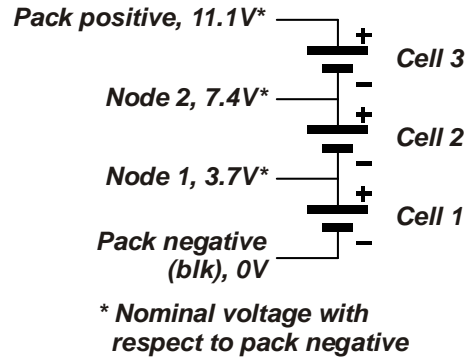 Pack positive, 11.1V*
+
Cell 3
−
Node 2, 7.4V*
+
Cell 2
−
Node 1, 3.7V*
+
Cell 1
Pack negative
−
(blk), 0V
* Nominal voltage with
respect to pack negative